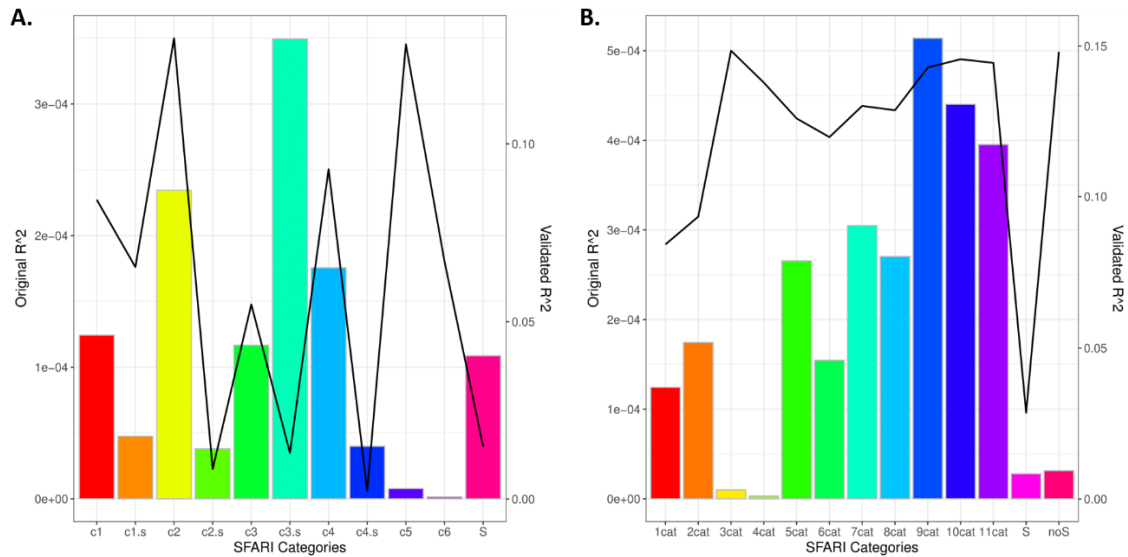 A.
Original R^2
3e-04
2e-04
1e-04
0e+00
0.10
0.05
0.00
Validated R^2
c1 c1.s c2 c2.s c3 c3.s c4 c4.s c5 c6 S
SFARI Categories
B.
Original R^2
5e-04
4e-04
3e-04
2e-04
1e-04
0e+00
0.15
0.10
0.05
0.00
Validated R^2
1cat 2cat 3cat 4cat 5cat 6cat 7cat 8cat 9cat 10cat 11cat S noS
SFARI Categories